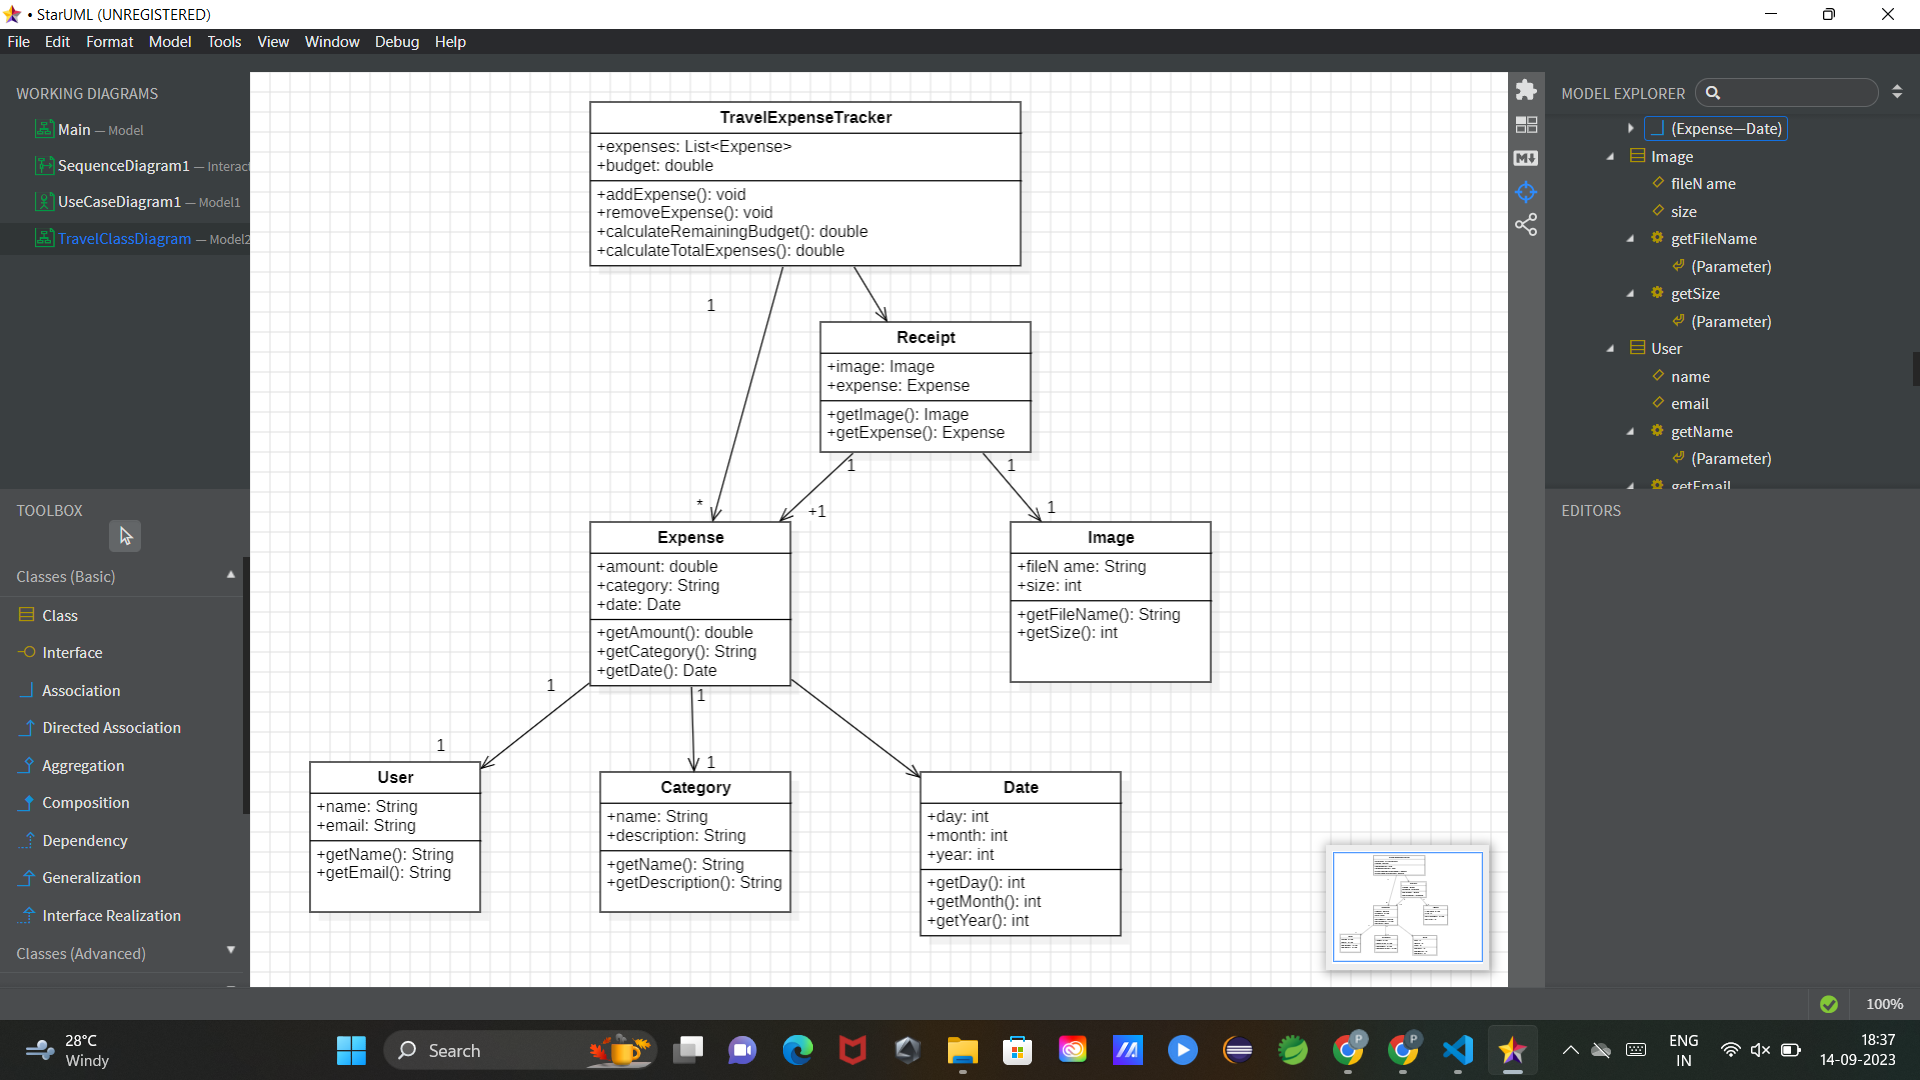 • StarUML (UNREGISTERED)
File Edit Format Model Tools View Window Debug Help
WORKING DIAGRAMS
Main — Model
SequenceDiagram1 — Interact
UseCaseDiagram1 — Model1
TravelClassDiagram — Model2
TOOLBOX
Classes (Basic)
Class
Interface
Association
Directed Association
Aggregation
Composition
Dependency
Generalization
Interface Realization
Classes (Advanced)
TravelExpenseTracker
+expenses: List<Expense>
+budget: double
+addExpense(): void
+removeExpense(): void
+calculateRemainingBudget(): double
+calculateTotalExpenses(): double
1
*
Receipt
+image: Image
+expense: Expense
+getImage(): Image
+getExpense(): Expense
1
+1
1
1
Expense
+amount: double
+category: String
+date: Date
+getAmount(): double
+getCategory(): String
+getDate(): Date
Image
+fileN ame: String
+size: int
+getFileName(): String
+getSize(): int
1
1
1
1
User
+name: String
+email: String
+getName(): String
+getEmail(): String
Category
+name: String
+description: String
+getName(): String
+getDescription(): String
Date
+day: int
+month: int
+year: int
+getDay(): int
+getMonth(): int
+getYear(): int
MODEL EXPLORER
(Expense—Date)
Image
fileN ame
size
getFileName
(Parameter)
getSize
(Parameter)
User
name
email
getName
(Parameter)
getEmail
EDITORS
100%
28°C
Windy
Search
ENG
IN
18:37
14-09-2023